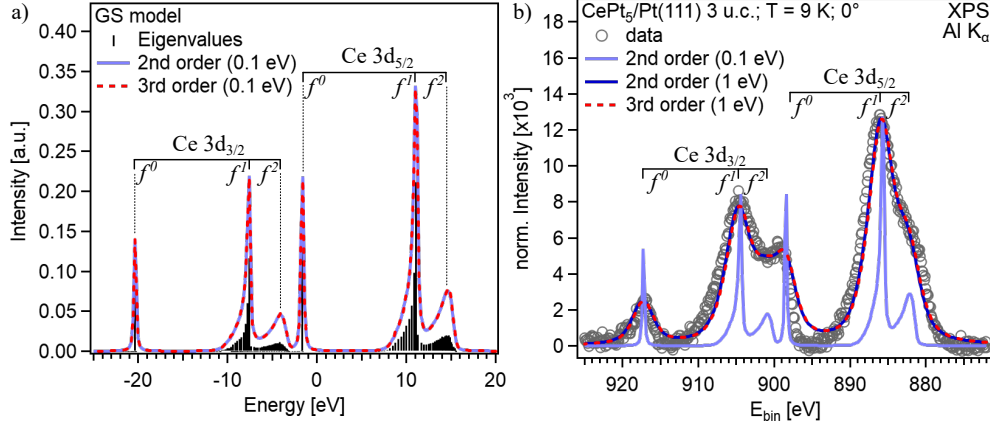 a)
GS model
Eigenvalues
2nd order (0.1 eV)
3rd order (0.1 eV)
Ce 3d5/2
f0 f1 f2
Ce 3d3/2
f0 f1 f2
Intensity [a.u.]
0.40
0.35
0.30
0.25
0.20
0.15
0.10
0.05
0.00
-20 -10 0 10 20
Energy [eV]
b)
CePt5/Pt(111) 3 u.c.; T = 9 K; 0°
XPS
Al Kα
data
2nd order (0.1 eV)
2nd order (1 eV)
3rd order (1 eV)
Ce 3d5/2
f0 f1 f2
Ce 3d3/2
f0 f1 f2
norm. Intensity [x10³]
18
16
14
12
10
8
6
4
2
0
920 900 890 880
Ebin [eV]